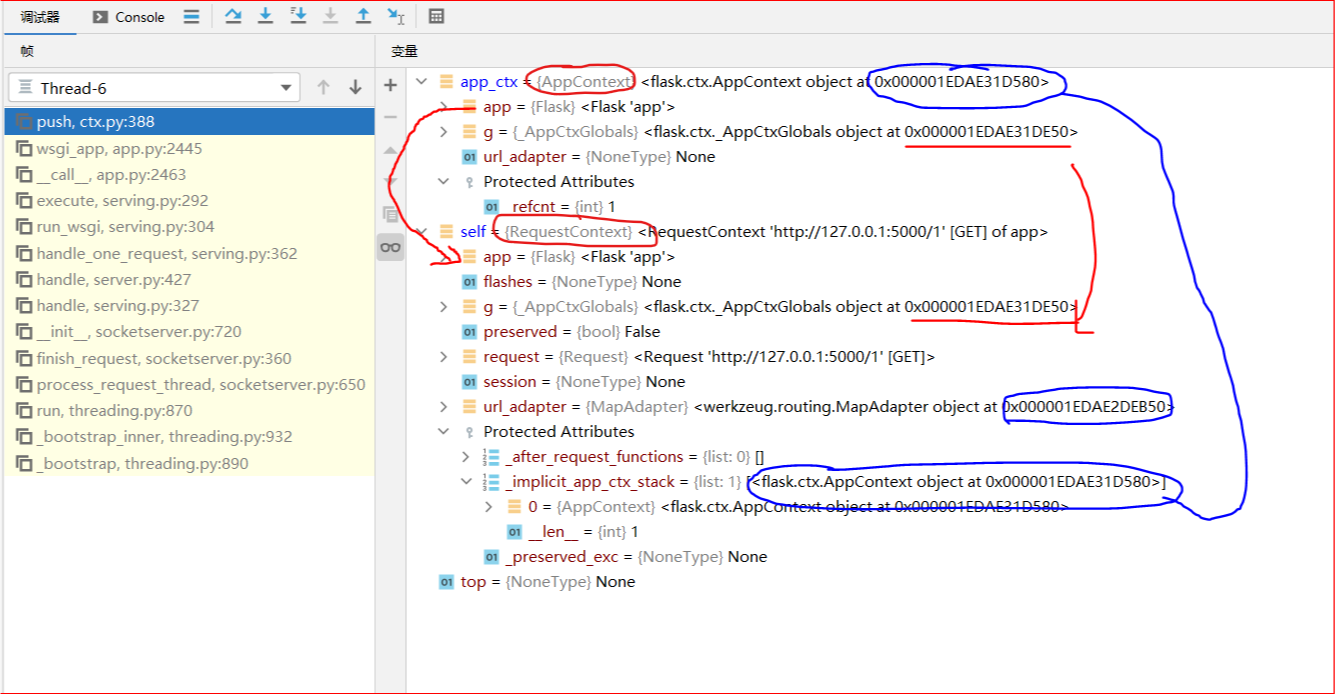 调试器 Console
帧
变量
Thread-6
push, ctx.py:388
wsgi_app, app.py:2445
__call__, app.py:2463
execute, serving.py:292
run_wsgi, serving.py:304
handle_one_request, serving.py:362
handle, server.py:427
handle, serving.py:327
__init__, socketserver.py:720
finish_request, socketserver.py:360
process_request_thread, socketserver.py:650
run, threading.py:870
_bootstrap_inner, threading.py:932
_bootstrap, threading.py:890
app_ctx = {AppContext} <flask.ctx.AppContext object at 0x000001EDAE31D580>
app = {Flask} <Flask 'app'>
g = {_AppCtxGlobals} <flask.ctx._AppCtxGlobals object at 0x000001EDAE31DE50>
01 url_adapter = {NoneType} None
Protected Attributes
01 _refcnt = {int} 1
self = {RequestContext} <RequestContext 'http://127.0.0.1:5000/1' [GET] of app>
app = {Flask} <Flask 'app'>
01 flashes = {NoneType} None
g = {_AppCtxGlobals} <flask.ctx._AppCtxGlobals object at 0x000001EDAE31DE50>
01 preserved = {bool} False
request = {Request} <Request 'http://127.0.0.1:5000/1' [GET]>
01 session = {NoneType} None
url_adapter = {MapAdapter} <werkzeug.routing.MapAdapter object at 0x000001EDAE2DEB50>
Protected Attributes
_after_request_functions = {list: 0} []
_implicit_app_ctx_stack = {list: 1} [<flask.ctx.AppContext object at 0x000001EDAE31D580>]
0 = {AppContext} <flask.ctx.AppContext object at 0x000001EDAE31D580>
01 __len__ = {int} 1
01 _preserved_exc = {NoneType} None
01 top = {NoneType} None